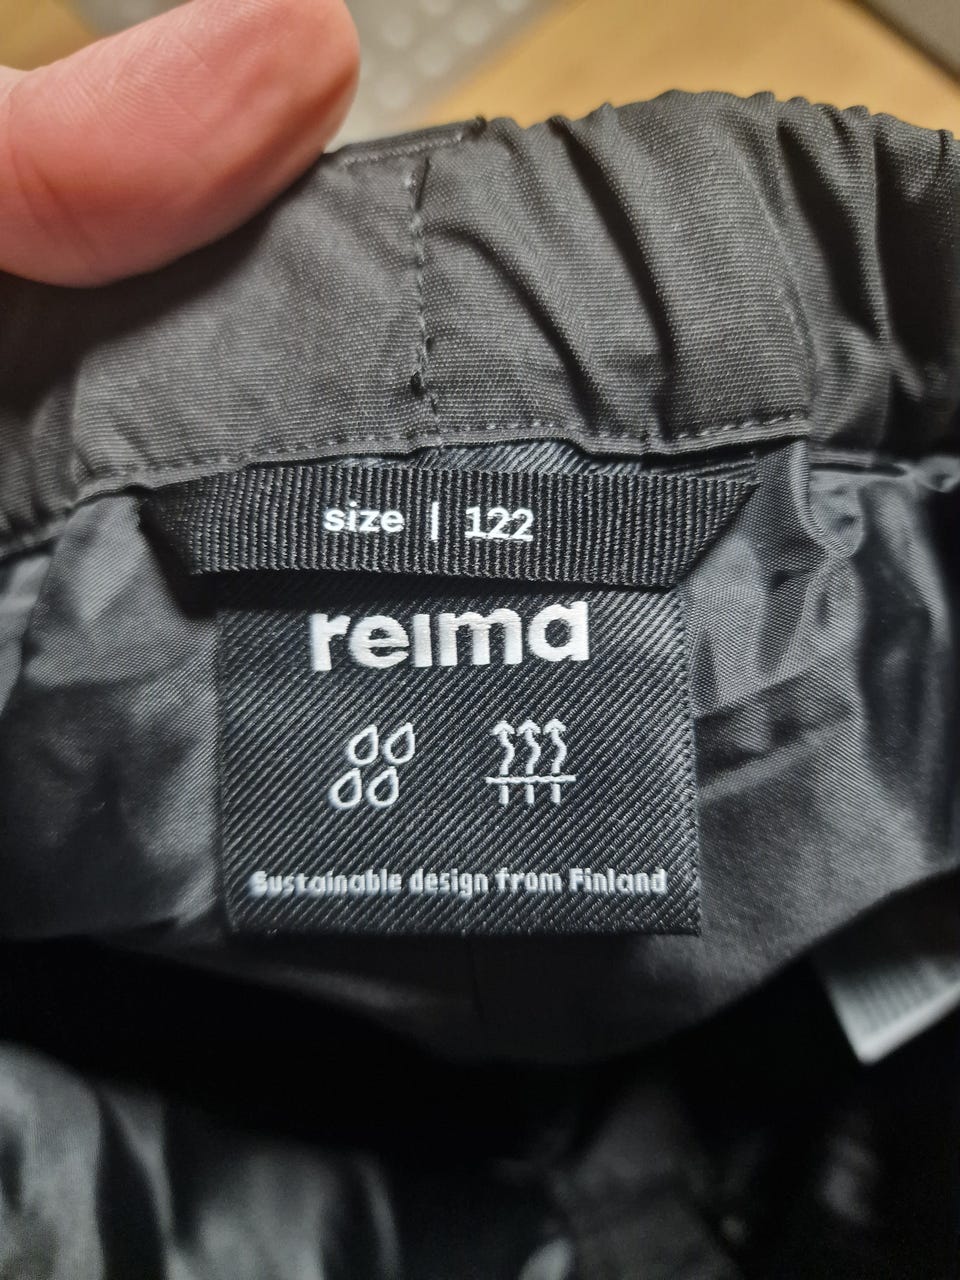 size | 122
reima
Sustainable design from Finland